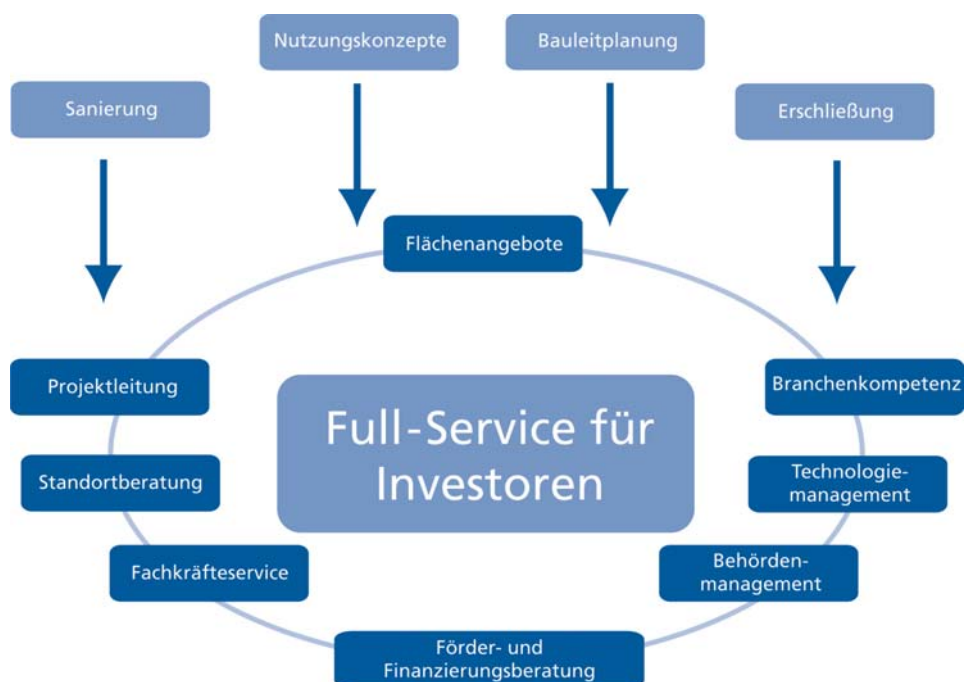 Nutzungskonzepte
Bauleitplanung
Sanierung
Erschließung
Flächenangebote
Projektleitung
Branchenkompetenz
Full-Service für
Investoren
Standortberatung
Technologie-
management
Fachkräfteservice
Behörden-
management
Förder- und
Finanzierungsberatung